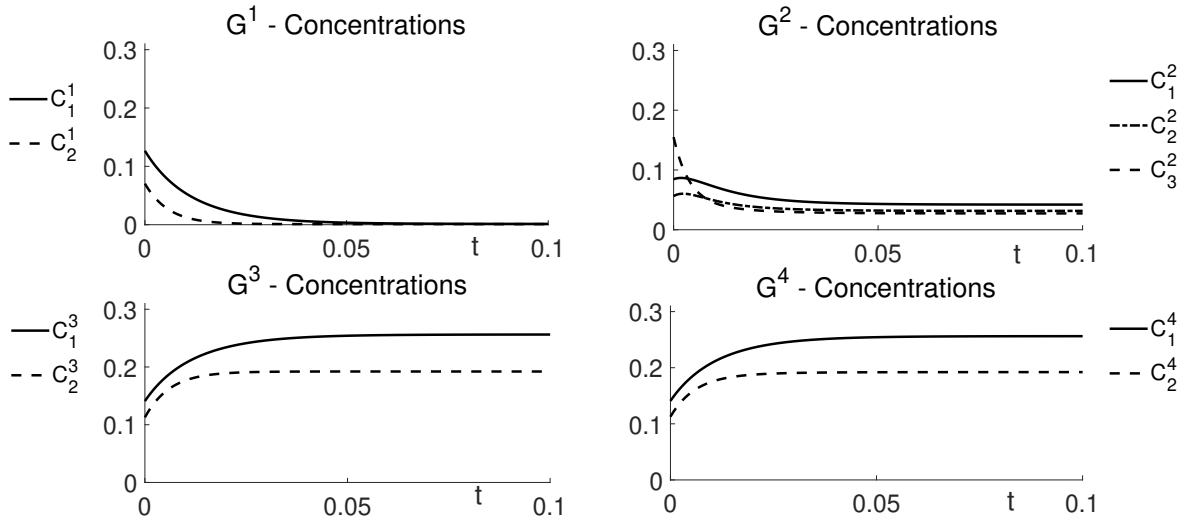 G^1 - Concentrations
0.3
0.2
0.1
0
C_1^1
C_2^1
0
0.05
t
0.1
G^2 - Concentrations
0.3
0.2
0.1
0
0
0.05
t
0.1
C_1^2
C_2^2
C_3^2
G^3 - Concentrations
0.3
0.2
0.1
0
C_1^3
C_2^3
0
0.05
t
0.1
G^4 - Concentrations
0.3
0.2
0.1
0
0
0.05
t
0.1
C_1^4
C_2^4